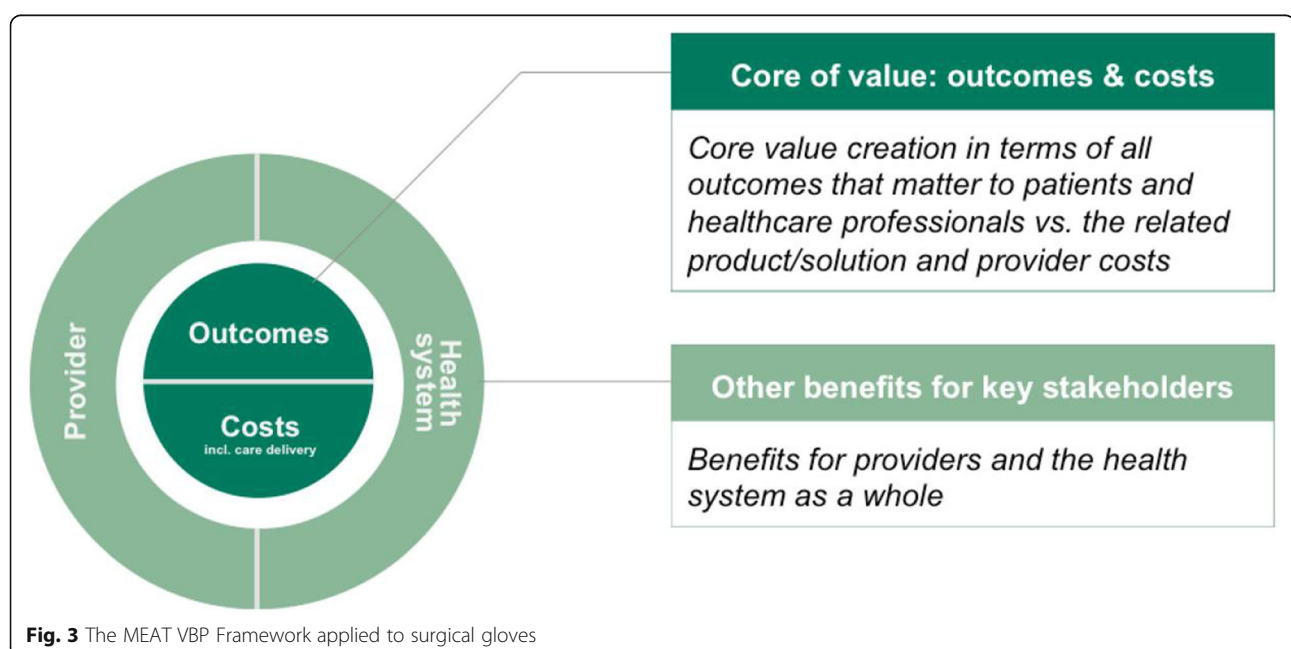 Provider
Outcomes
Costs
incl. care delivery
Health
system
Core of value: outcomes & costs
Core value creation in terms of all
outcomes that matter to patients and
healthcare professionals vs. the related
product/solution and provider costs
Other benefits for key stakeholders
Benefits for providers and the health
system as a whole
Fig. 3 The MEAT VBP Framework applied to surgical gloves